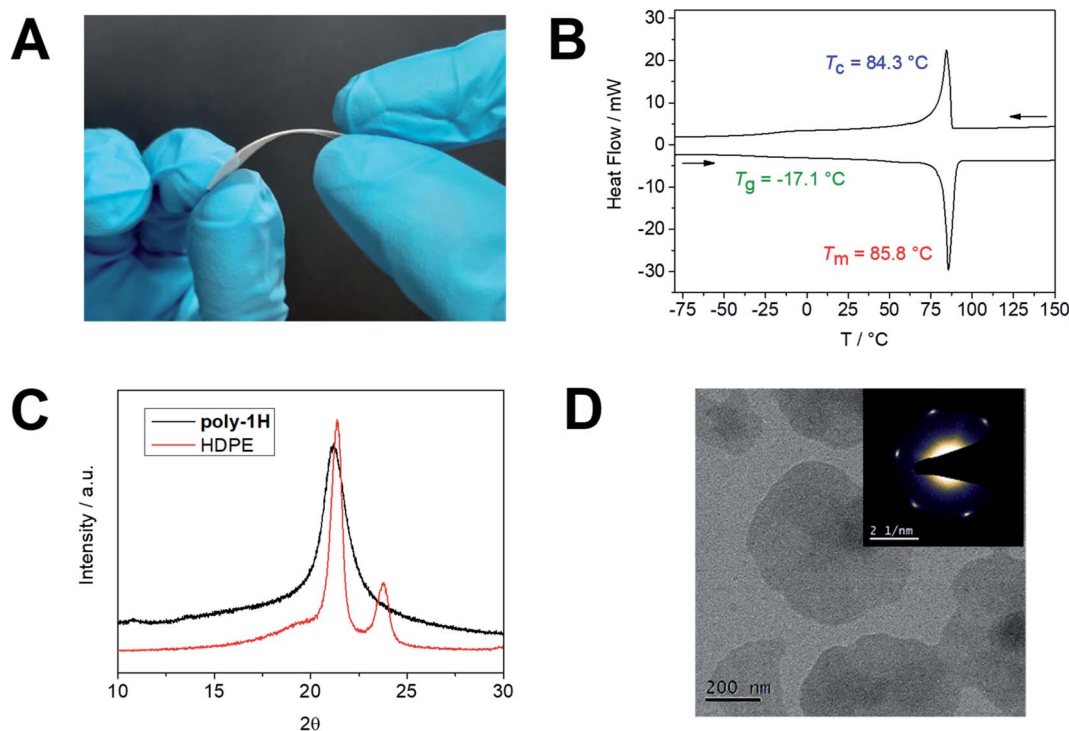 A
B
30
20
10
0
-10
-20
-30
Heat Flow / mW
Tc = 84.3 °C
Tg = -17.1 °C
Tm = 85.8 °C
-75 -50 -25 0 25 50 75 100 125 150
T / °C
C
poly-1H
HDPE
Intensity / a.u.
10 15 20 25 30
2θ
D
2 1/nm
200 nm